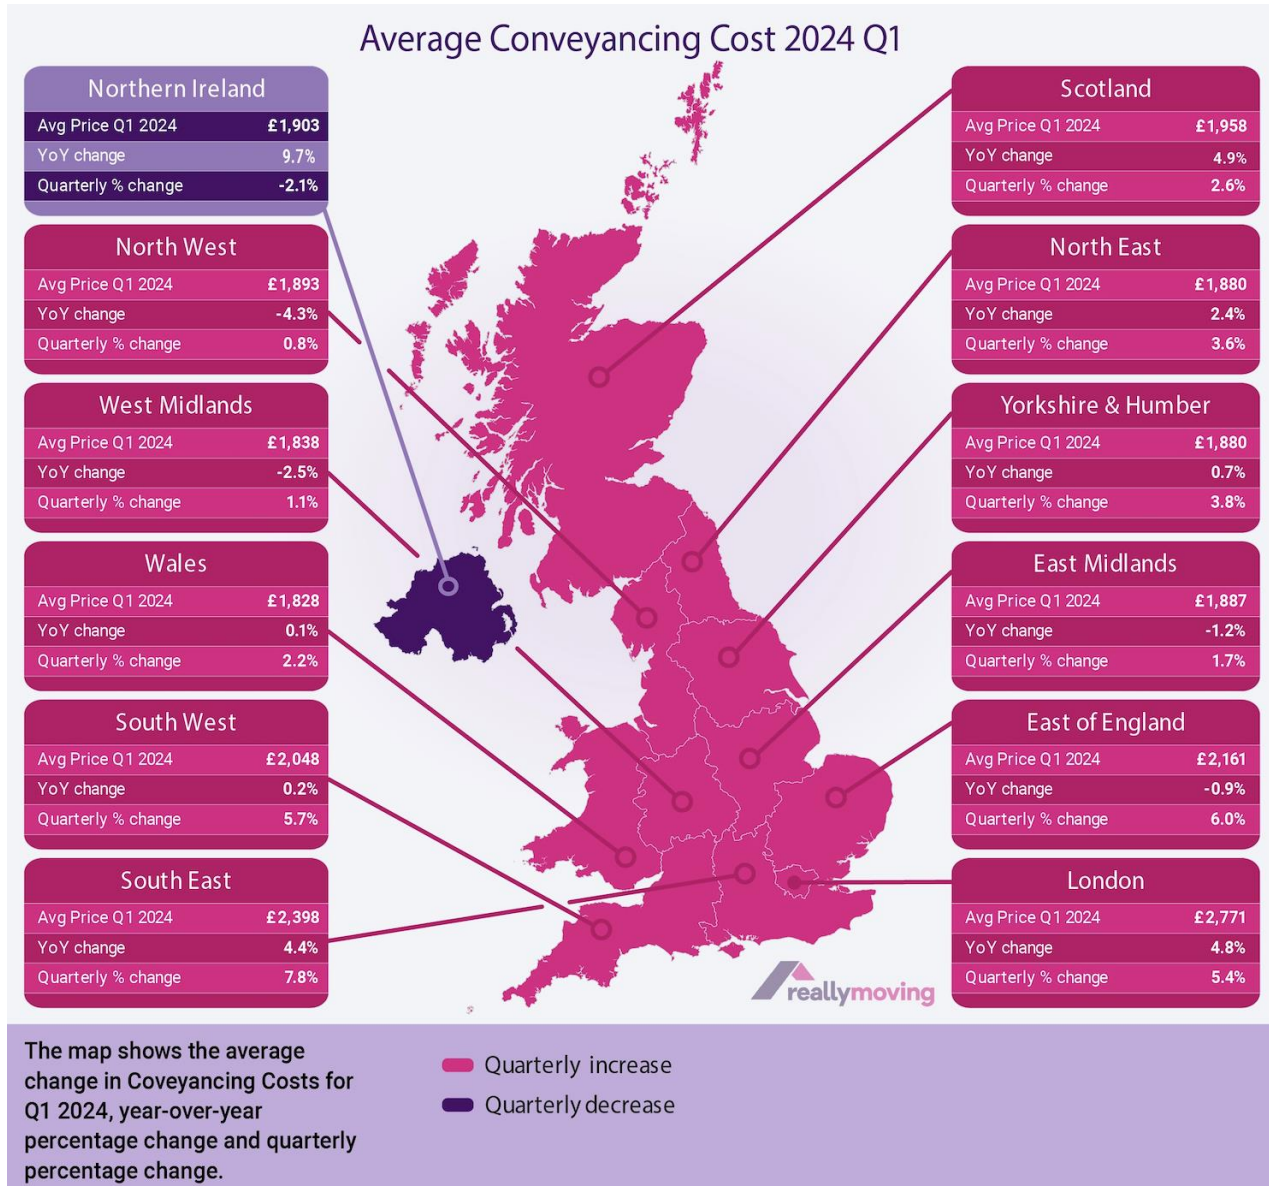 Average Conveyancing Cost 2024 Q1
Northern Ireland
Avg Price Q1 2024 £1,903
YoY change 9.7%
Quarterly % change -2.1%
North West
Avg Price Q1 2024 £1,893
YoY change -4.3%
Quarterly % change 0.8%
West Midlands
Avg Price Q1 2024 £1,838
YoY change -2.5%
Quarterly % change 1.1%
Wales
Avg Price Q1 2024 £1,828
YoY change 0.1%
Quarterly % change 2.2%
South West
Avg Price Q1 2024 £2,048
YoY change 0.2%
Quarterly % change 5.7%
South East
Avg Price Q1 2024 £2,398
YoY change 4.4%
Quarterly % change 7.8%
Scotland
Avg Price Q1 2024 £1,958
YoY change 4.9%
Quarterly % change 2.6%
North East
Avg Price Q1 2024 £1,880
YoY change 2.4%
Quarterly % change 3.6%
Yorkshire & Humber
Avg Price Q1 2024 £1,880
YoY change 0.7%
Quarterly % change 3.8%
East Midlands
Avg Price Q1 2024 £1,887
YoY change -1.2%
Quarterly % change 1.7%
East of England
Avg Price Q1 2024 £2,161
YoY change -0.9%
Quarterly % change 6.0%
London
Avg Price Q1 2024 £2,771
YoY change 4.8%
Quarterly % change 5.4%
reallymoving
The map shows the average
change in Coveyancing Costs for
Q1 2024, year-over-year
percentage change and quarterly
percentage change.
Quarterly increase
Quarterly decrease